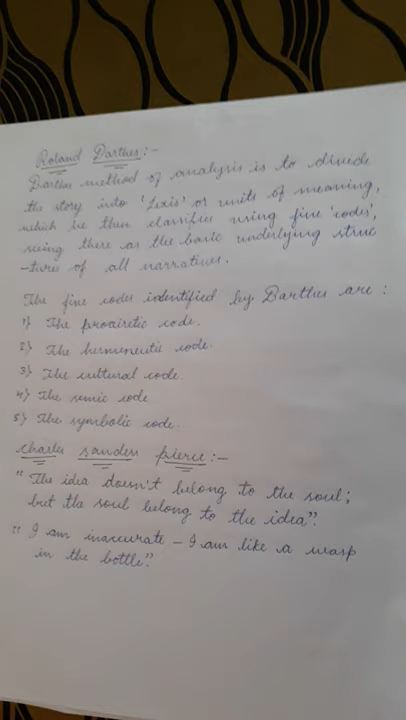 Roland Barthes:-
Barthes method of analysis is to divide
the story into 'Lexis' or units of meaning,
which he then classifies using five 'codes',
seeing these as the basic underlying struc
-tures of all narratives.
The five codes identified by Barthes are :
1) The proairetic code.
2) The hermeneutic code.
3) The cultural code.
4) The semic code
5) The symbolic code.
Charles sanders pierce:-
"The idea doesn't belong to the soul;
but the soul belong to the idea".
"I am inaccurate - I am like a wasp
in the bottle".